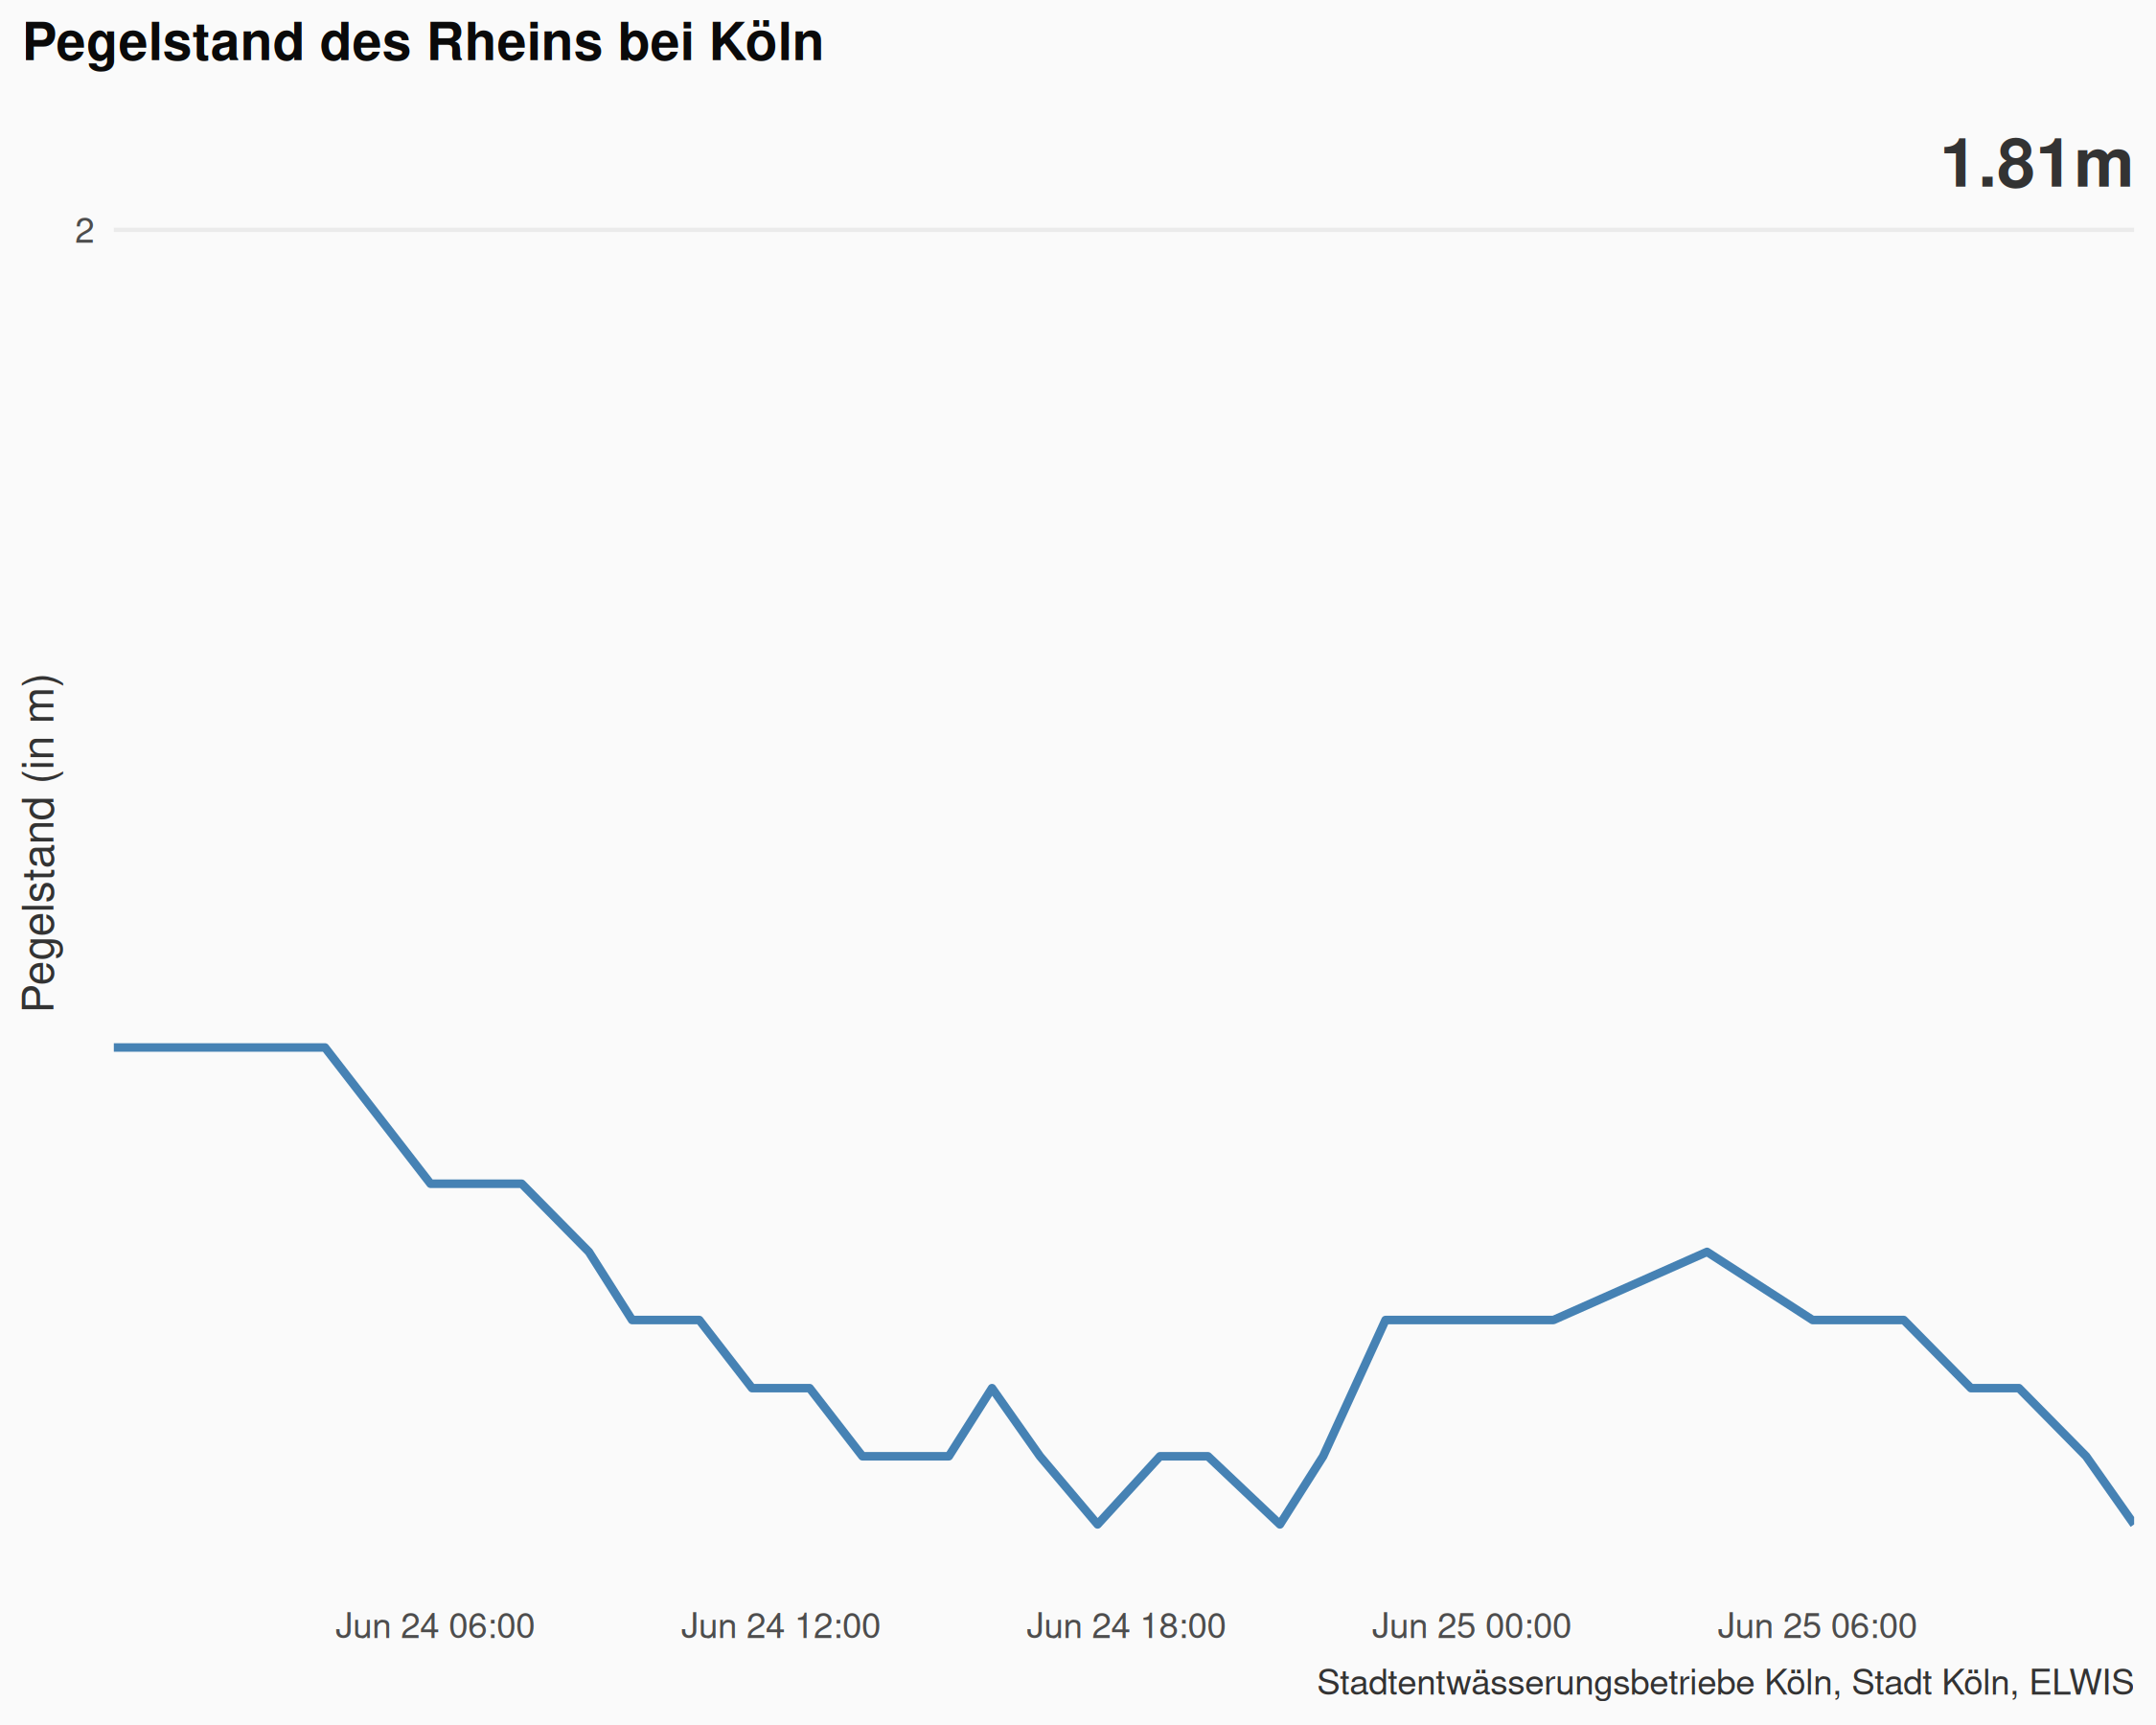 Pegelstand des Rheins bei Köln
1.81m
2
Pegelstand (in m)
Jun 24 06:00 Jun 24 12:00 Jun 24 18:00 Jun 25 00:00 Jun 25 06:00
Stadtentwässerungsbetriebe Köln, Stadt Köln, ELWIS